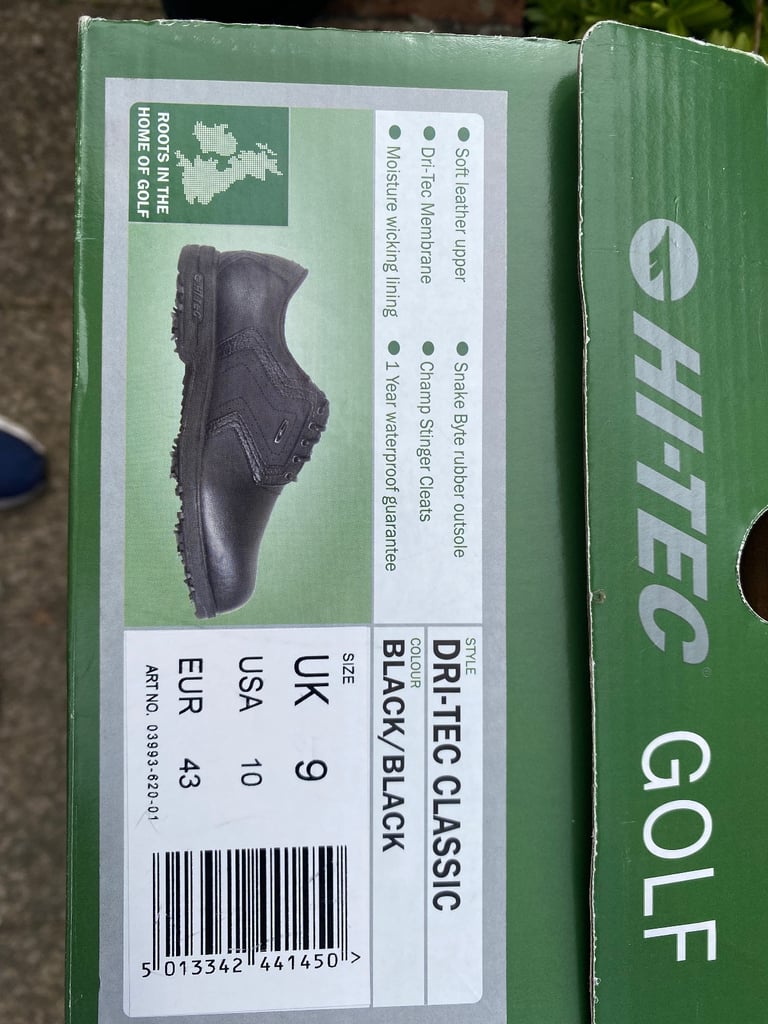 HI-TEC® GOLF
Soft leather upper
Dri-Tec Membrane
Moisture wicking lining
Snake Byte rubber outsole
Champ Stinger Cleats
1 Year waterproof guarantee
ROOTS IN THE
HOME OF GOLF
HI-TEC
STYLE
DRI-TEC CLASSIC
COLOUR
BLACK/BLACK
SIZE
UK 9
USA 10
EUR 43
ART NO. 03993-620-01
5 013342 441450 >